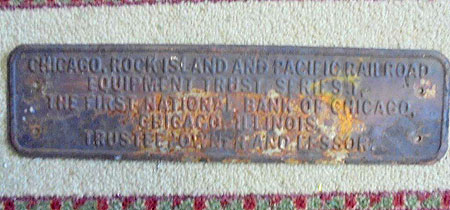 CHICAGO, ROCK ISLAND AND PACIFIC RAILROAD
EQUIPMENT TRUST, SERIES
THE FIRST NATIONAL BANK OF CHICAGO,
CHICAGO, ILLINOIS,
TRUSTEE, OWNER AND LESSOR.